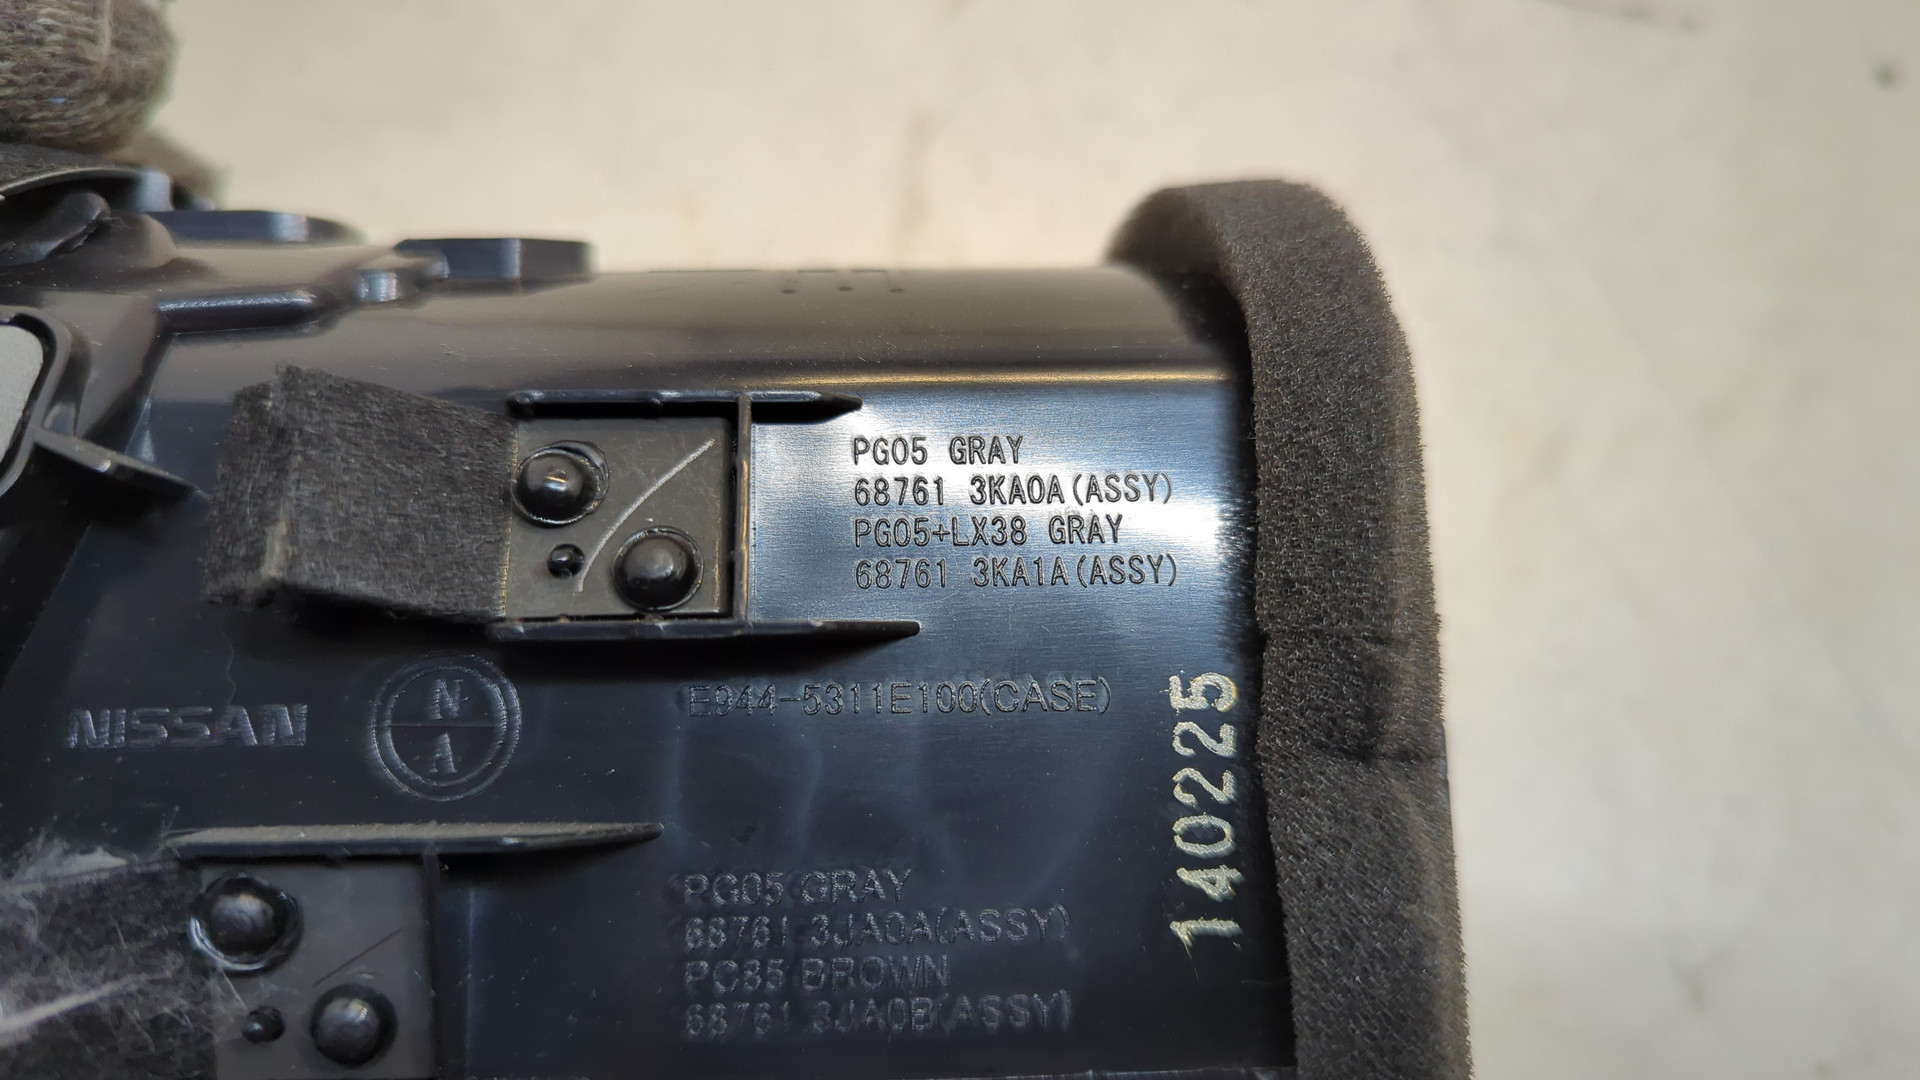 PG05 GRAY
68761 3KA0A(ASSY)
PG05+LX38 GRAY
68761 3KA1A(ASSY)
NISSAN
N
A
E944-5311E100(CASE)
140225
PG05 GRAY
68761 3JA0A(ASSY)
PC85 BROWN
68761 3JA0B(ASSY)